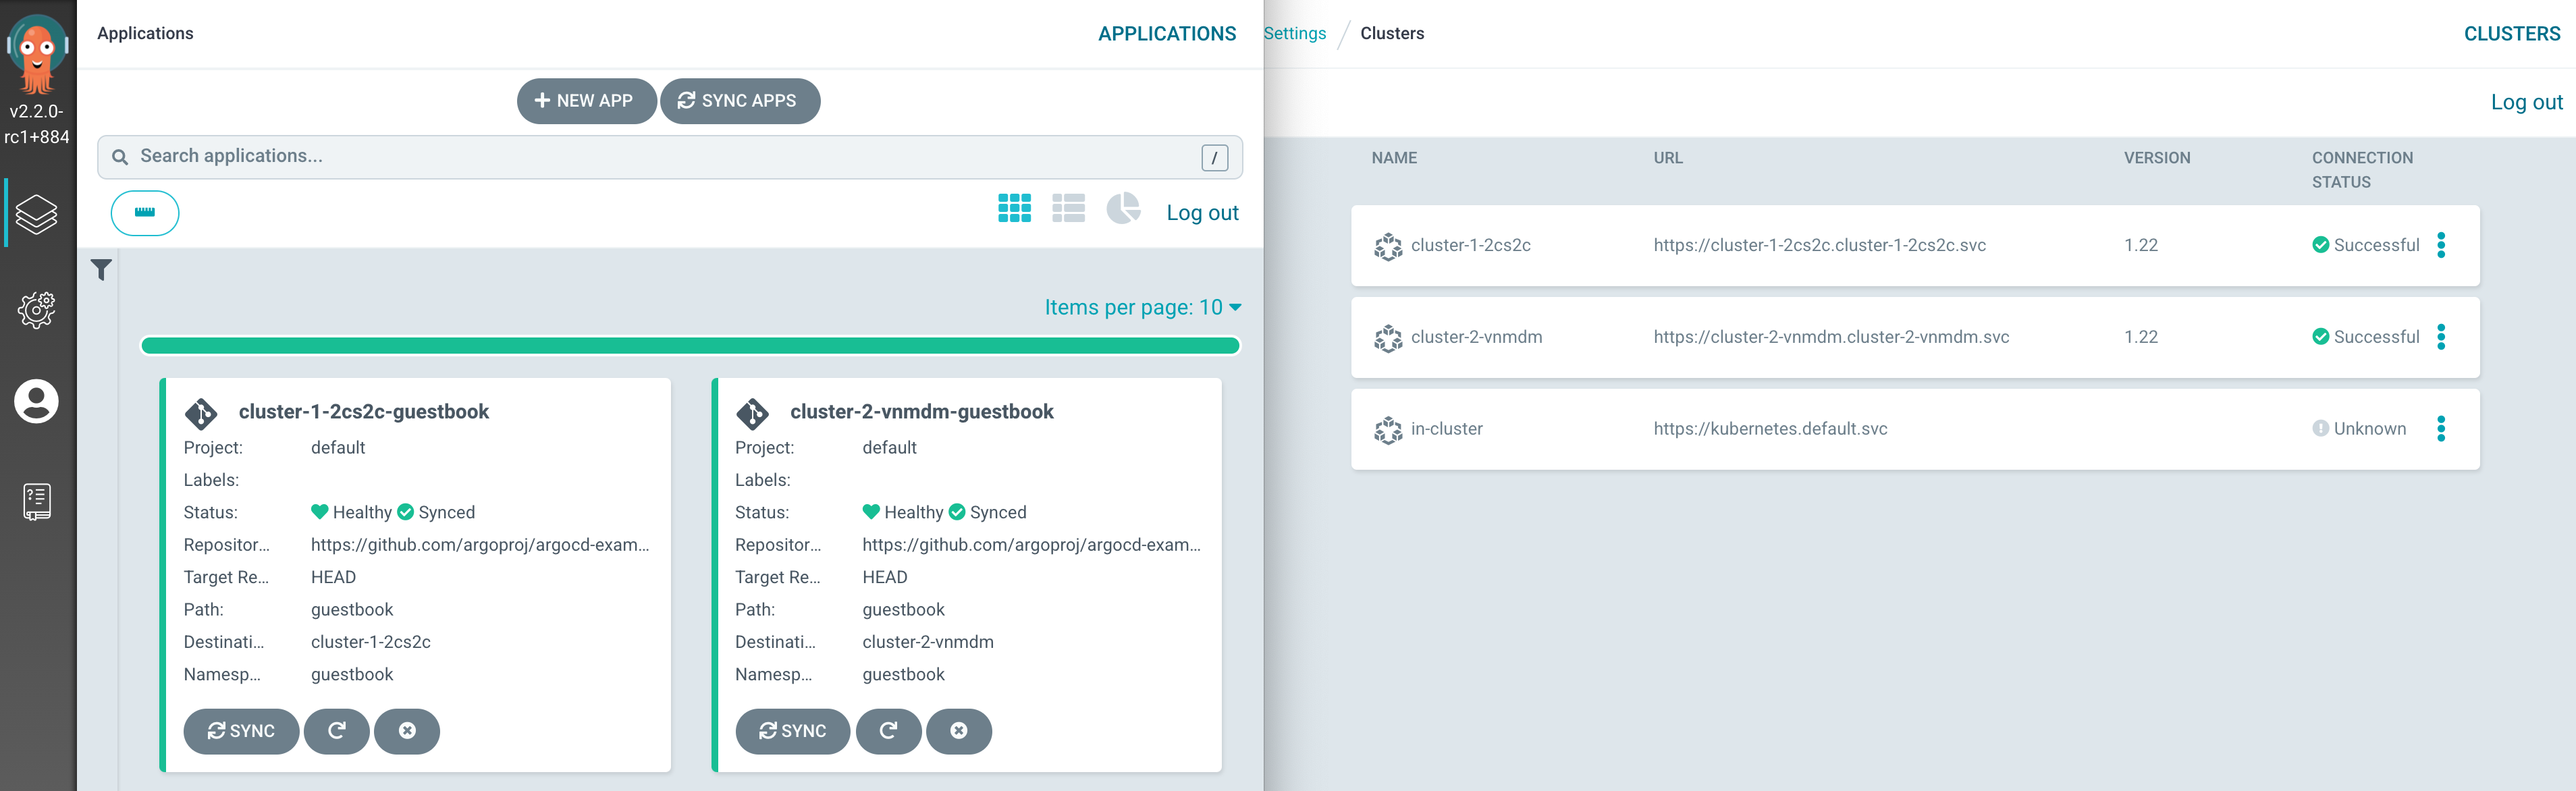 v2.2.0-
rc1+884
Applications
APPLICATIONS
NEW APP
SYNC APPS
Search applications...
/
Log out
Items per page: 10
cluster-1-2cs2c-guestbook
Project: default
Labels:
Status: Healthy Synced
Repositor... https://github.com/argoproj/argocd-exam...
Target Re... HEAD
Path: guestbook
Destinati... cluster-1-2cs2c
Namesp... guestbook
SYNC
cluster-2-vnmdm-guestbook
Project: default
Labels:
Status: Healthy Synced
Repositor... https://github.com/argoproj/argocd-exam...
Target Re... HEAD
Path: guestbook
Destinati... cluster-2-vnmdm
Namesp... guestbook
SYNC
Settings / Clusters
CLUSTERS
Log out
NAME URL VERSION CONNECTION
STATUS
cluster-1-2cs2c https://cluster-1-2cs2c.cluster-1-2cs2c.svc 1.22 Successful
cluster-2-vnmdm https://cluster-2-vnmdm.cluster-2-vnmdm.svc 1.22 Successful
in-cluster https://kubernetes.default.svc Unknown